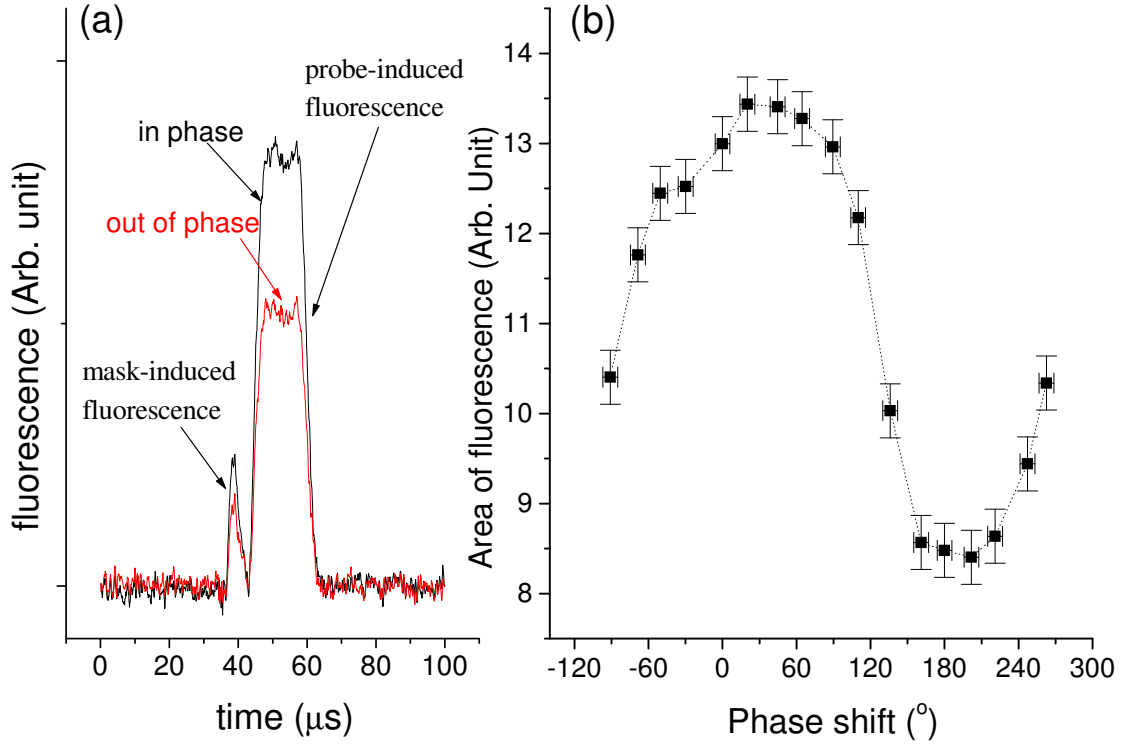 (a)
probe-induced
fluorescence
in phase
out of phase
mask-induced
fluorescence
fluorescence (Arb. unit)
0 20 40 60 80 100
time (μs)
(b)
14
13
12
11
10
9
8
Area of fluorescence (Arb. Unit)
-120 -60 0 60 120 180 240 300
Phase shift (°)